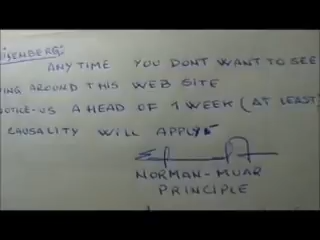 ISENBERG:
ANY TIME YOU DONT WANT TO SEE
ING AROUND THIS WEB SITE
OTICE-US A HEAD OF 1 WEEK (AT LEAST)
CAUSALITY WILL APPLY
NORMAN-MUAR
PRINCIPLE